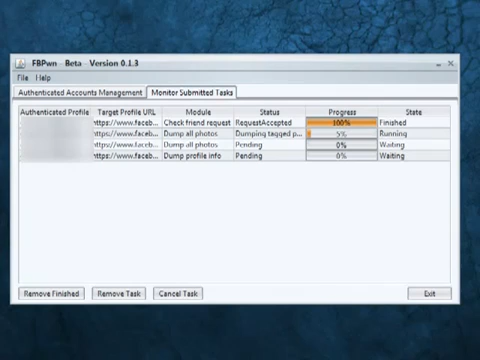 FBPwn Beta Version 0.1.3
File Help
Authenticated Accounts Management Monitor Submitted Tasks
Authenticated Profile Target Profile URL Module Status Progress State
https://www.faceb... Check friend request RequestAccepted 100% Finished
https://www.faceb... Dump all photos Dumping tagged p... 5% Running
https://www.faceb... Dump all photos Pending 0% Waiting
https://www.faceb... Dump profile info Pending 0% Waiting
Remove Finished Remove Task Cancel Task Exit